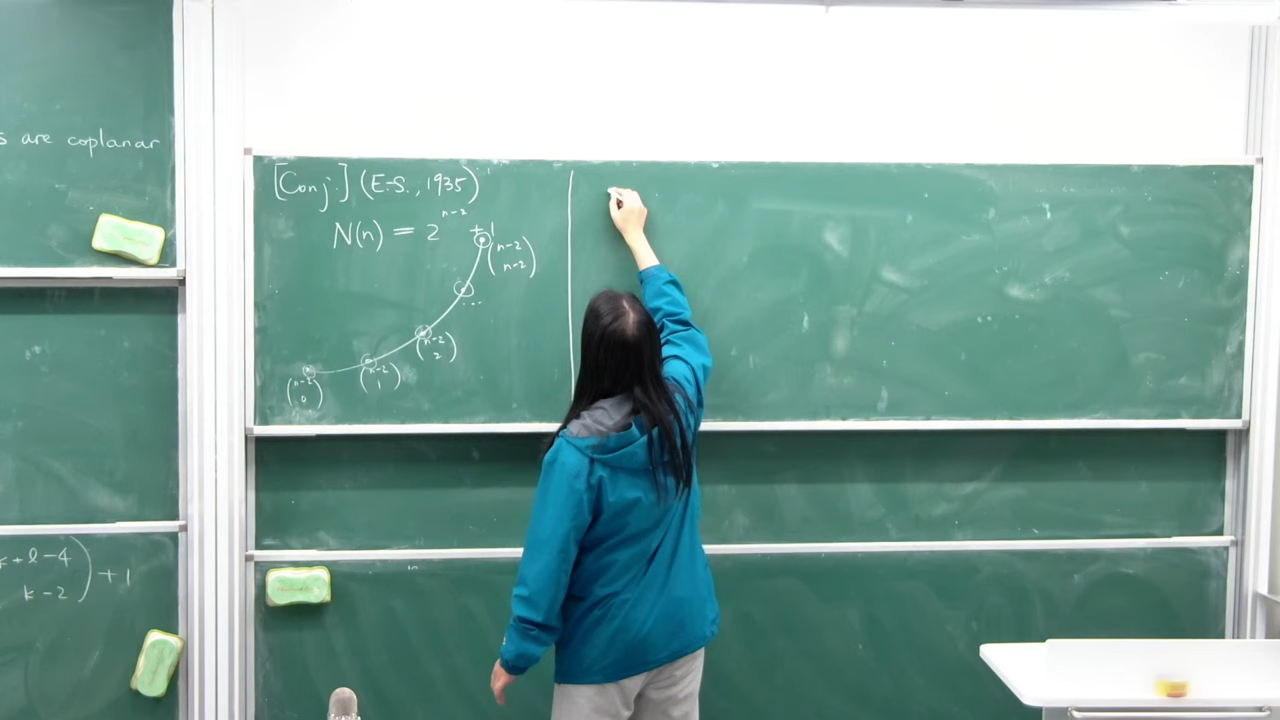 s are coplanar
+ l - 4
k - 2
) + 1
[Conj.] (E-S., 1935)
N(n) = 2^{n-2} + 1
(n-2 0)
(n-2 1)
(n-2 2)
...
(n-2 n-2)